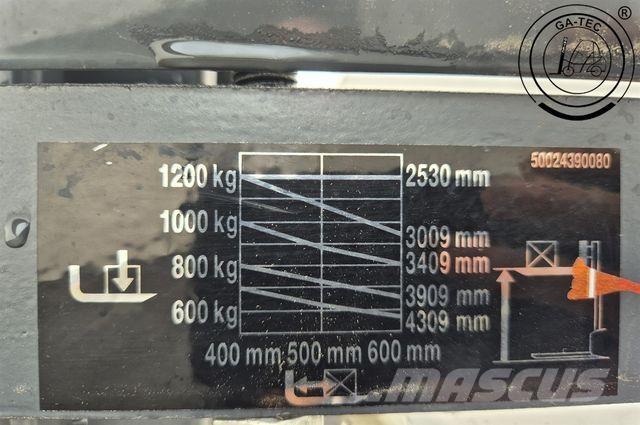 GA-TEC ®
50024390080
1200 kg 2530 mm
1000 kg 3009 mm
3409 mm
800 kg 3909 mm
600 kg 4309 mm
400 mm 500 mm 600 mm
MASCUS